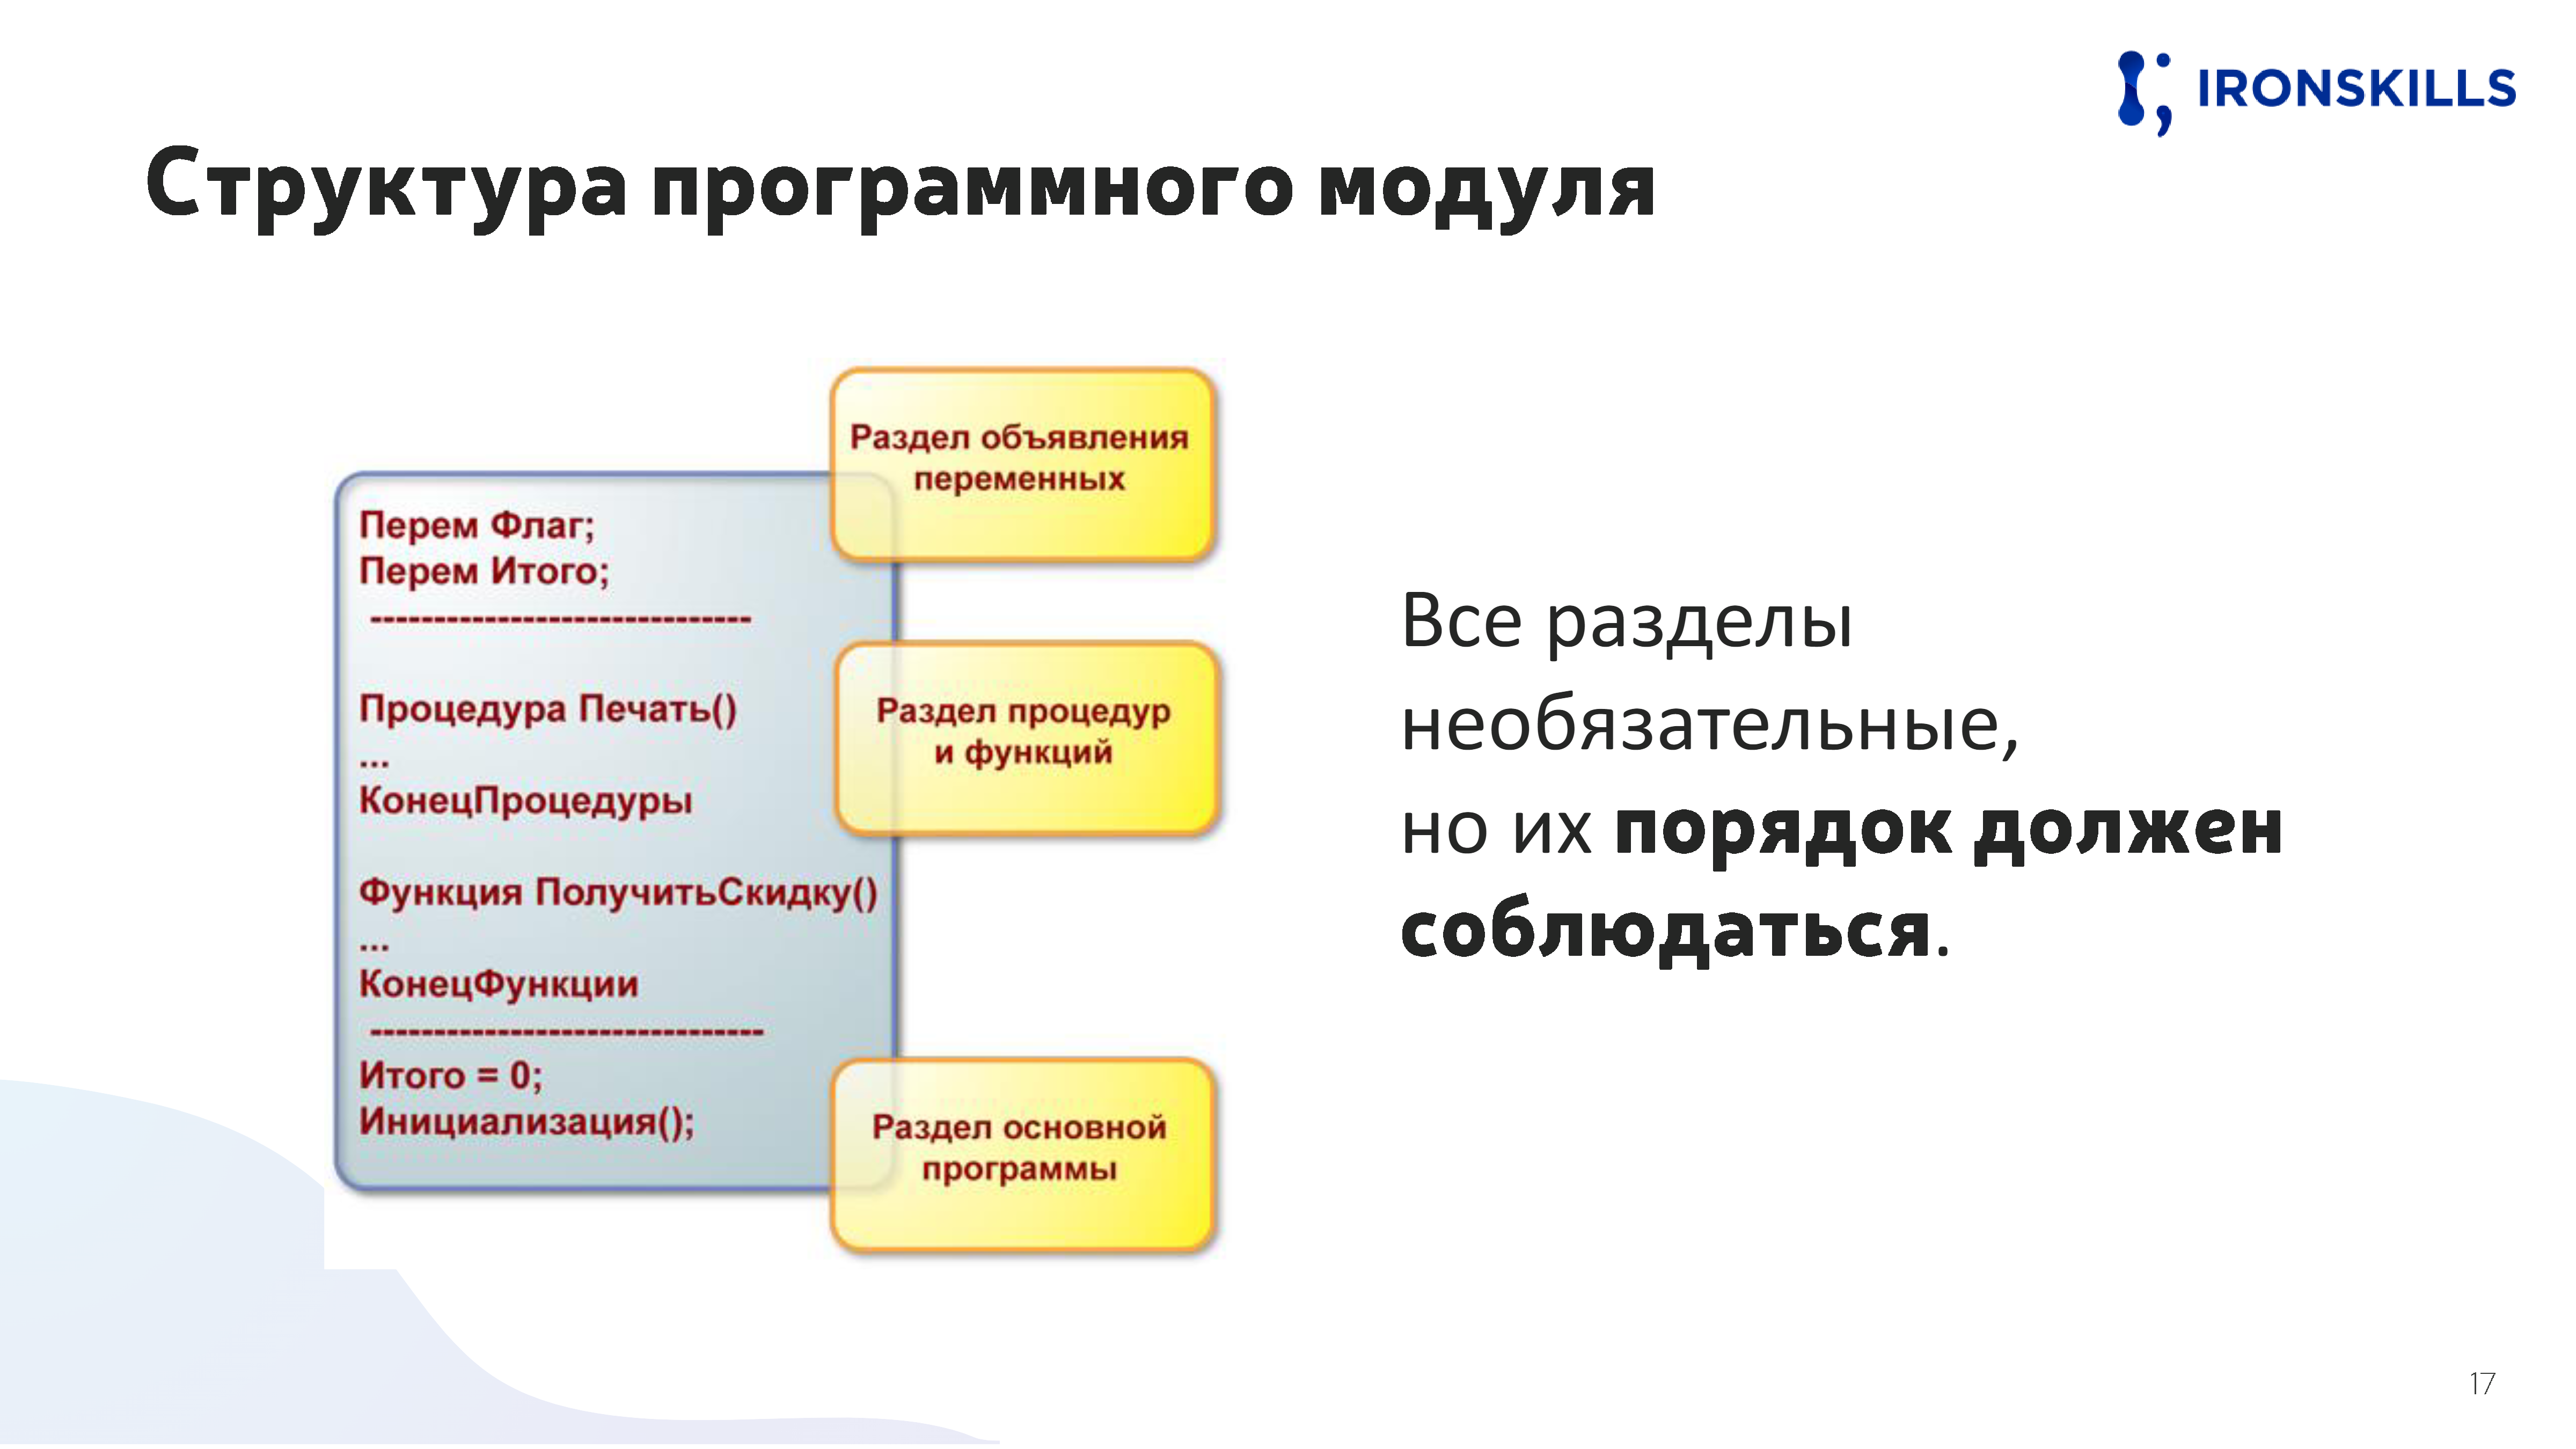 IRONSKILLS
Структура программного модуля
Раздел объявления
переменных
Перем Флаг;
Перем Итого;
------------------------------
Процедура Печать()
...
КонецПроцедуры
Раздел процедур
и функций
Функция ПолучитьСкидку()
...
КонецФункции
-------------------------------
Итого = 0;
Инициализация();
Раздел основной
программы
Все разделы
необязательные,
но их порядок должен
соблюдаться.
17